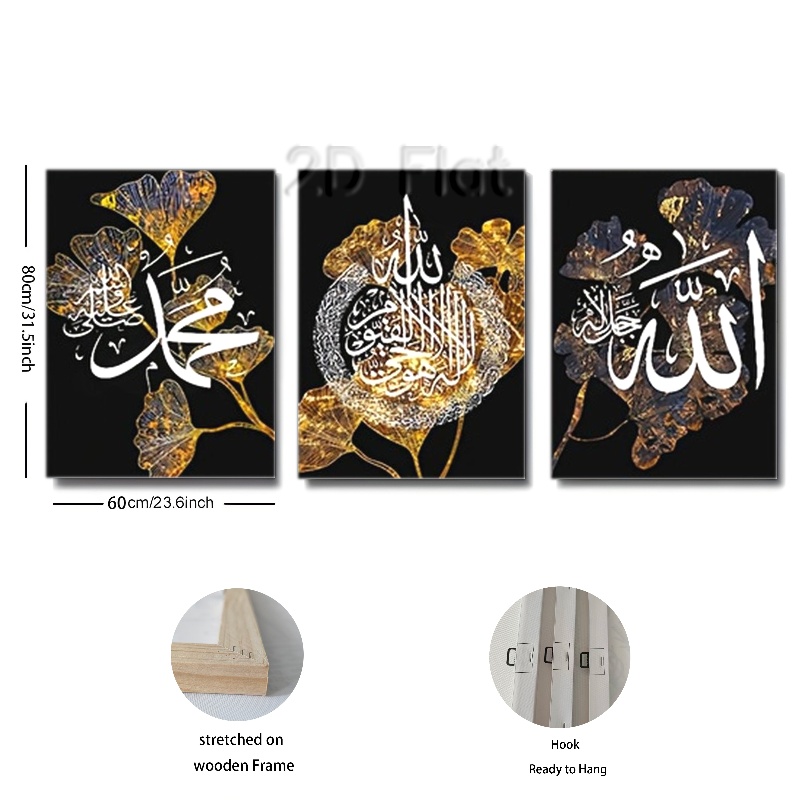 2D Flat
80cm/31.5inch
محمد
صلى الله عليه وسلم
الله لا إله إلا هو الحي القيوم
الله
جل جلاله
60cm/23.6inch
stretched on
wooden Frame
Hook
Ready to Hang